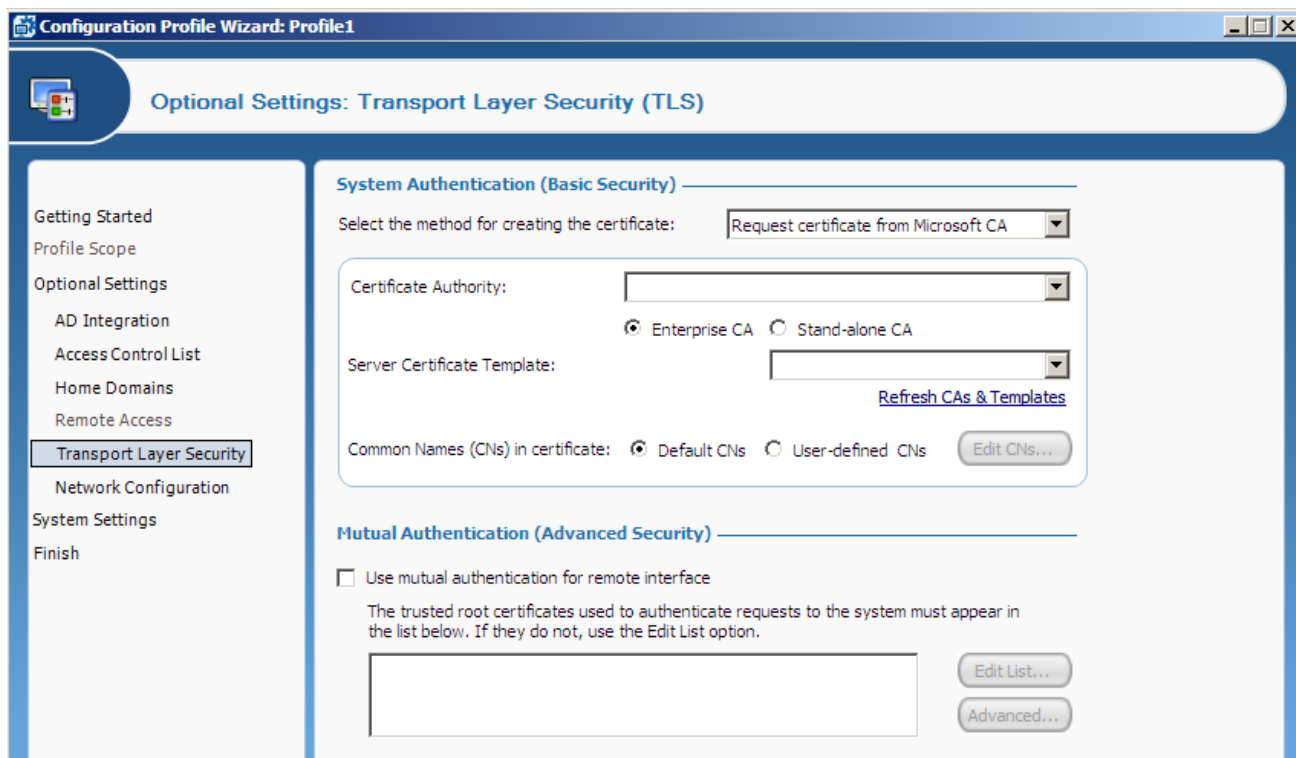 Configuration Profile Wizard: Profile1
Optional Settings: Transport Layer Security (TLS)
Getting Started
Profile Scope
Optional Settings
AD Integration
Access Control List
Home Domains
Remote Access
Transport Layer Security
Network Configuration
System Settings
Finish
System Authentication (Basic Security)
Select the method for creating the certificate: Request certificate from Microsoft CA
Certificate Authority:
Enterprise CA Stand-alone CA
Server Certificate Template:
Refresh CAs & Templates
Common Names (CNs) in certificate: Default CNs User-defined CNs Edit CNs...
Mutual Authentication (Advanced Security)
Use mutual authentication for remote interface
The trusted root certificates used to authenticate requests to the system must appear in
the list below. If they do not, use the Edit List option.
Edit List...
Advanced...